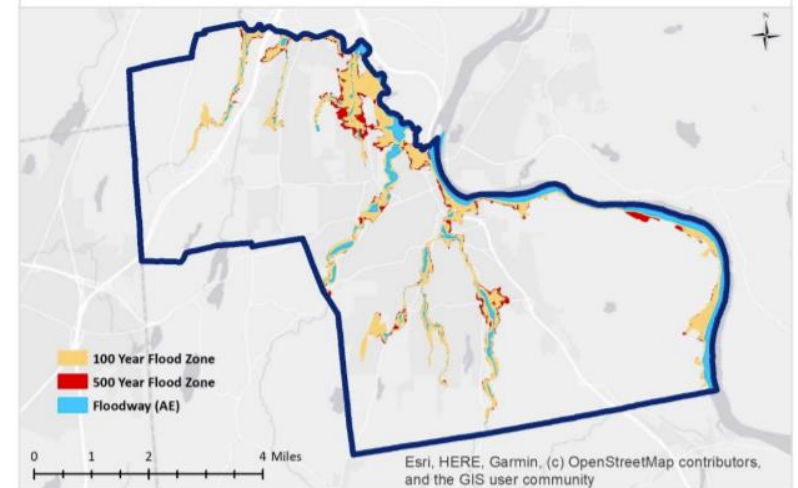 N
100 Year Flood Zone
500 Year Flood Zone
Floodway (AE)
0 1 2 4 Miles
Esri, HERE, Garmin, (c) OpenStreetMap contributors,
and the GIS user community